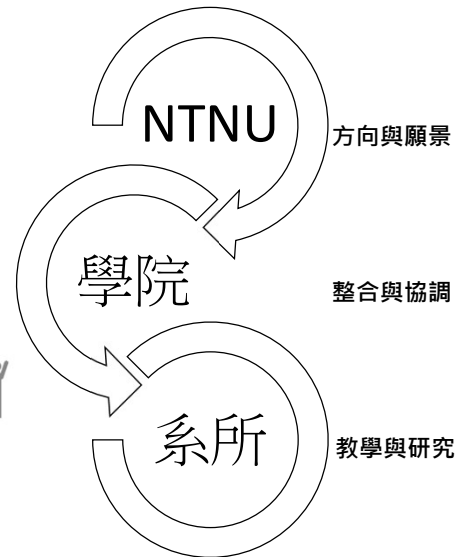 NTNU
方向與願景
學院
整合與協調
系所
教學與研究